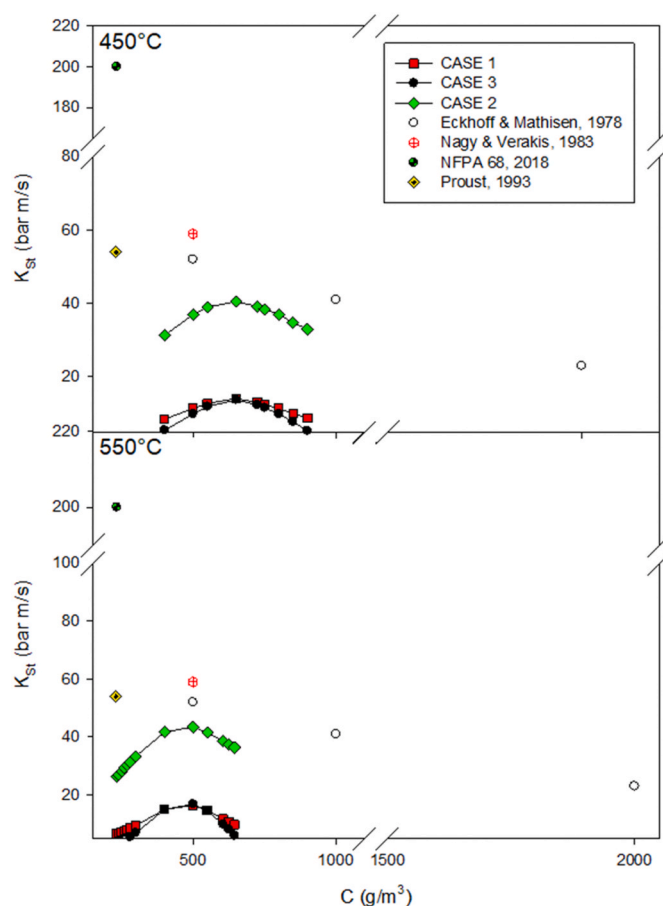 220
450°C
200
180
80
60
40
20
K_St (bar m/s)
CASE 1
CASE 3
CASE 2
Eckhoff & Mathisen, 1978
Nagy & Verakis, 1983
NFPA 68, 2018
Proust, 1993
220
550°C
200
100
80
60
40
20
K_St (bar m/s)
500 1000 1500 2000
C (g/m³)